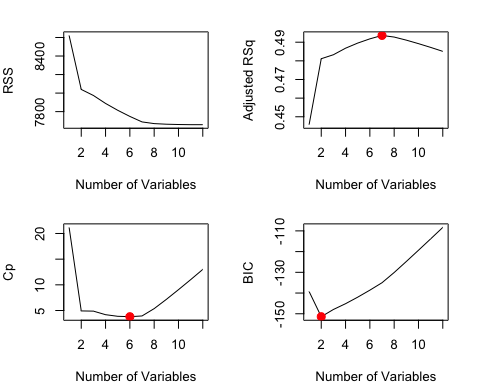 RSS
7800 8400
2 4 6 8 10
Number of Variables
Adjusted RSq
0.45 0.47 0.49
2 4 6 8 10
Number of Variables
Cp
5 10 20
2 4 6 8 10
Number of Variables
BIC
-150 -130 -110
2 4 6 8 10
Number of Variables